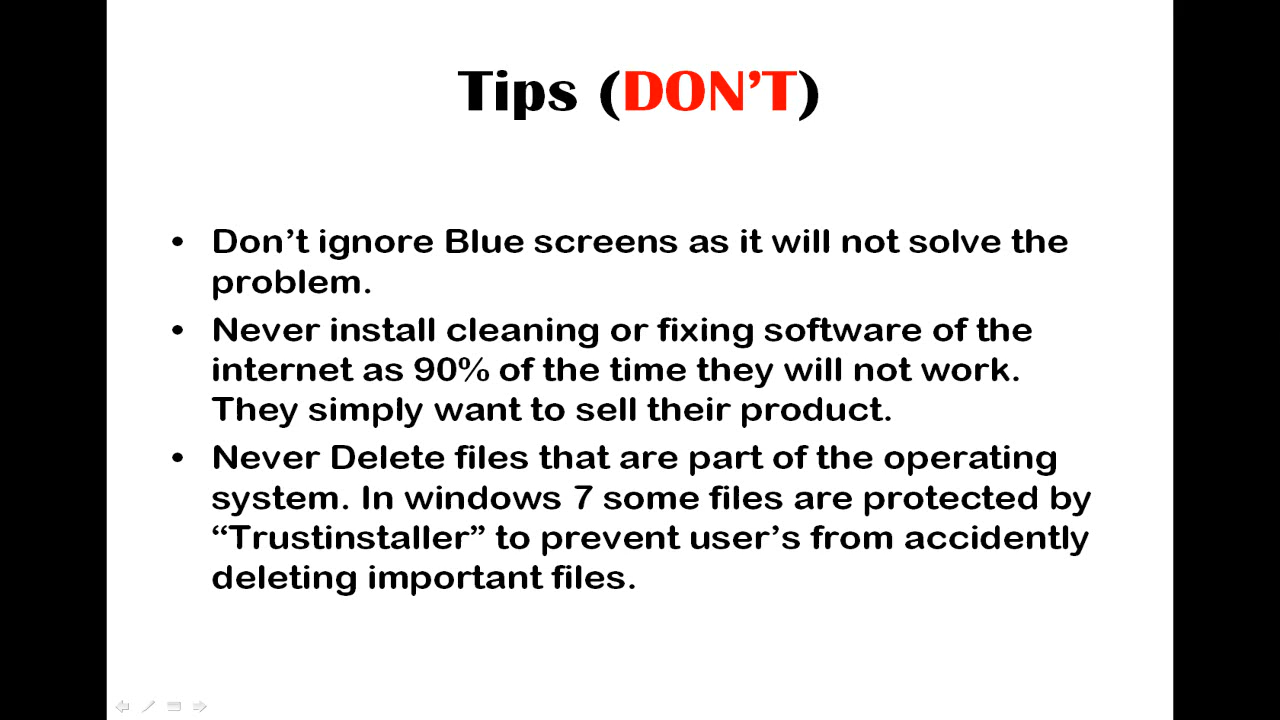 Tips (DON’T)
• Don’t ignore Blue screens as it will not solve the
problem.
• Never install cleaning or fixing software of the
internet as 90% of the time they will not work.
They simply want to sell their product.
• Never Delete files that are part of the operating
system. In windows 7 some files are protected by
“Trustinstaller” to prevent user’s from accidently
deleting important files.